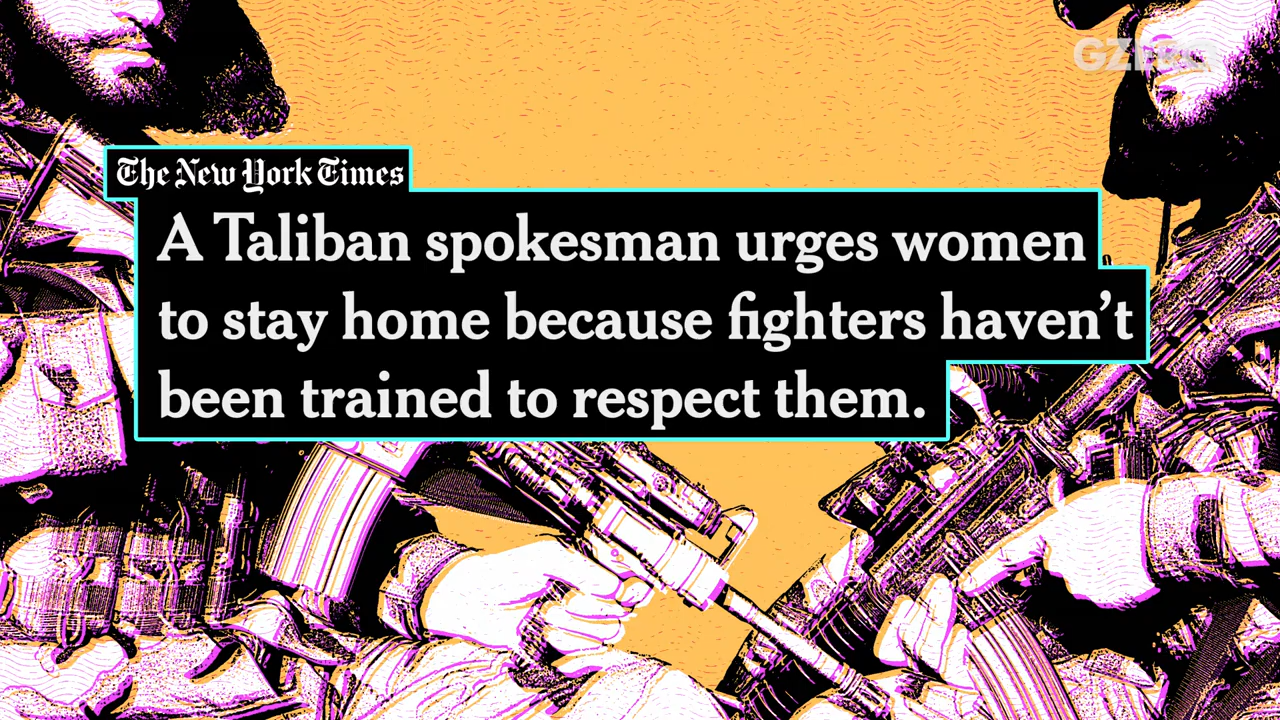 The New York Times
A Taliban spokesman urges women
to stay home because fighters haven’t
been trained to respect them.